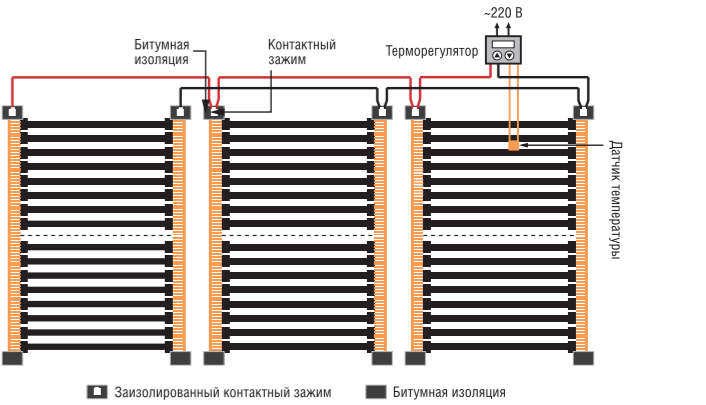 ~220 В
Битумная
изоляция
Контактный
зажим
Терморегулятор
Датчик температуры
Заизолированный контактный зажим
Битумная изоляция